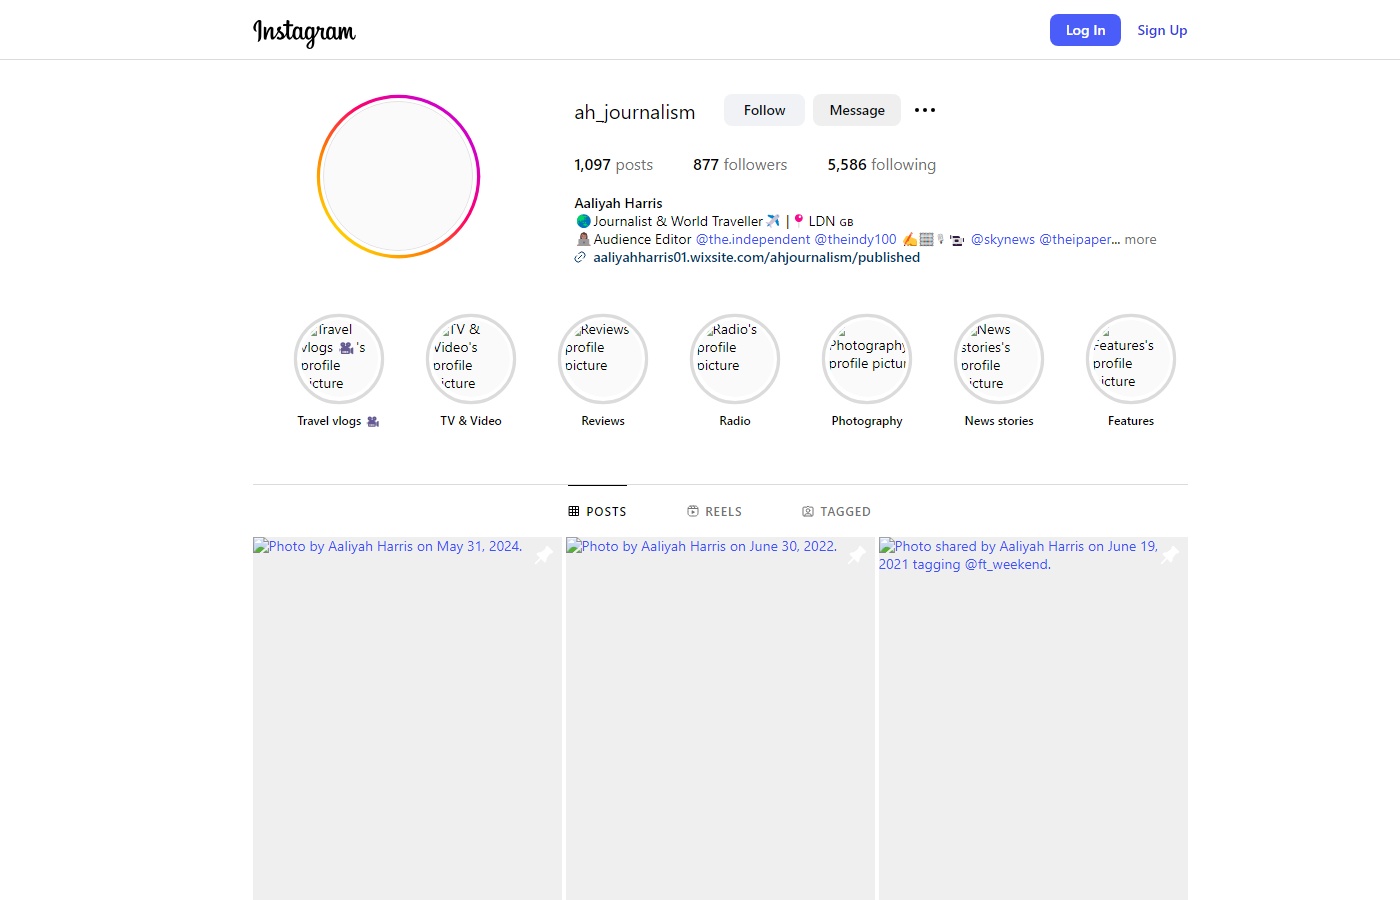 Instagram
Log In
Sign Up
ah_journalism
Follow
Message
1,097 posts
877 followers
5,586 following
Aaliyah Harris
🌏Journalist & World Traveller✈️ |📍 LDN GB
Audience Editor @the.independent @theindy100 ✍🏽 @skynews @theipaper... more
aaliyahharris01.wixsite.com/ahjournalism/published
Travel
vlogs 🎥's
profile
picture
TV &
Video's
profile
picture
Reviews
profile
picture
Radio's
profile
picture
Photography
profile pictur
News
stories's
profile
picture
Features's
profile
picture
Travel vlogs 🎥
TV & Video
Reviews
Radio
Photography
News stories
Features
POSTS
REELS
TAGGED
Photo by Aaliyah Harris on May 31, 2024.
Photo by Aaliyah Harris on June 30, 2022.
Photo shared by Aaliyah Harris on June 19,
2021 tagging @ft_weekend.